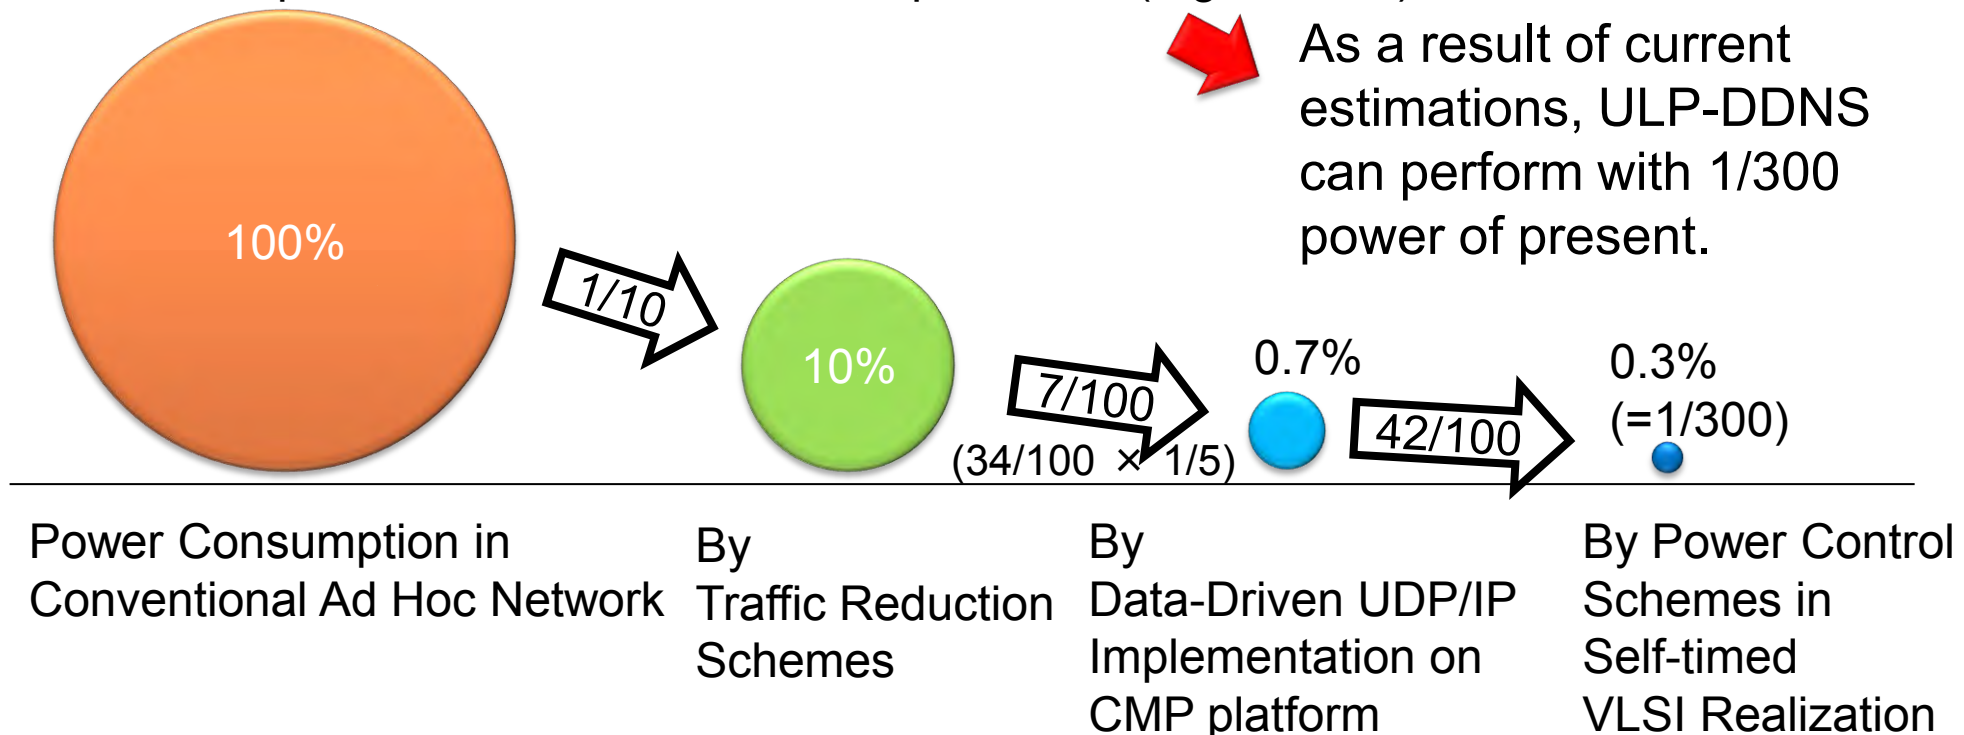 As a result of current
estimations, ULP-DDNS
can perform with 1/300
power of present.
100%
1/10
10%
7/100
(34/100 × 1/5)
0.7%
42/100
0.3%
(=1/300)
Power Consumption in
Conventional Ad Hoc Network
By
Traffic Reduction
Schemes
By
Data-Driven UDP/IP
Implementation on
CMP platform
By Power Control
Schemes in
Self-timed
VLSI Realization